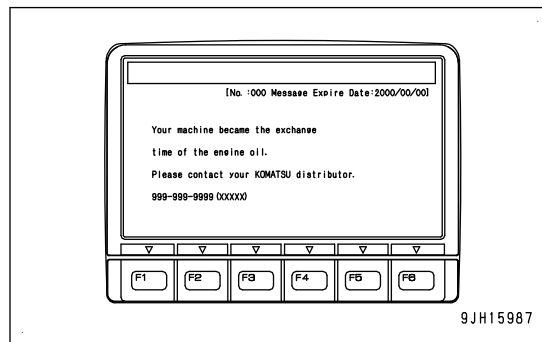 [No. :000 Message Expire Date:2000/00/00]
Your machine became the exchange
time of the engine oil.
Please contact your KOMATSU distributor.
999-999-9999(XXXXX)
F1 F2 F3 F4 F5 F6
9JH15987